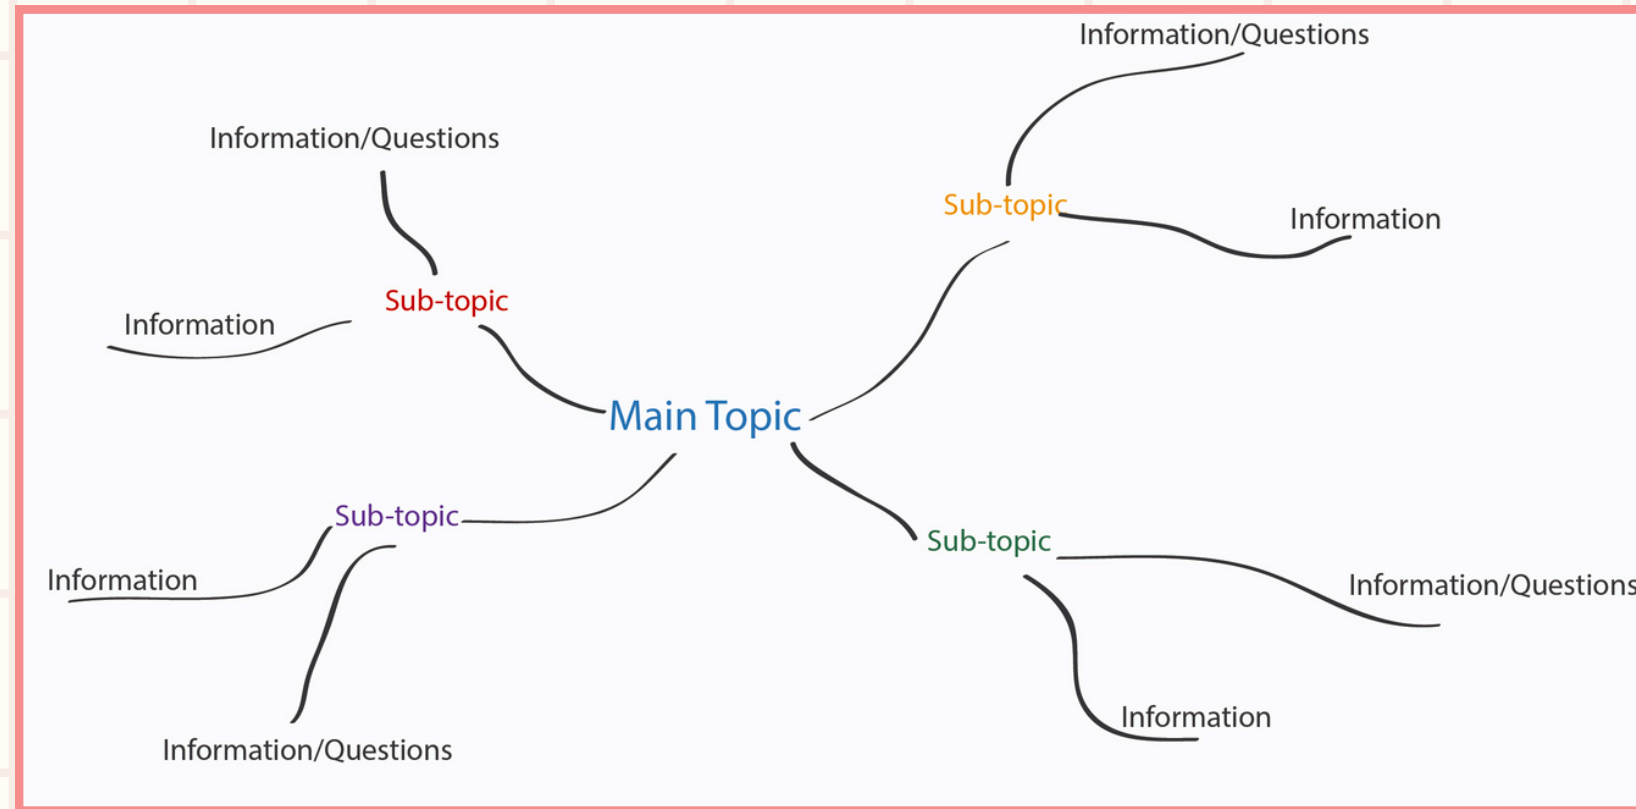 Information/Questions
Information/Questions
Sub-topic
Information
Sub-topic
Information
Main Topic
Sub-topic
Sub-topic
Information
Information/Questions
Information
Information/Questions